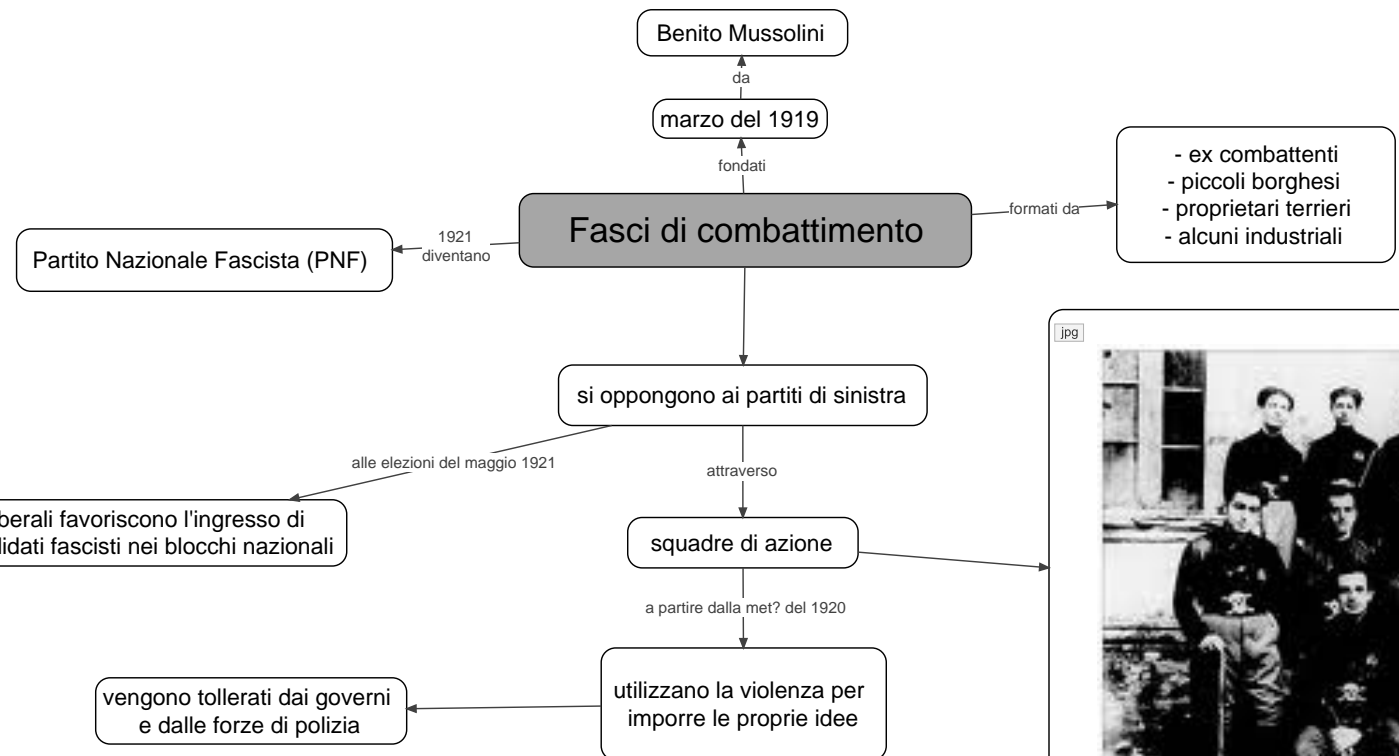 Benito Mussolini
da
marzo del 1919
fondati
- ex combattenti
- piccoli borghesi
- proprietari terrieri
- alcuni industriali
formati da
Fasci di combattimento
1921
diventano
Partito Nazionale Fascista (PNF)
jpg
si oppongono ai partiti di sinistra
alle elezioni del maggio 1921
attraverso
berali favoriscono l'ingresso di
lidati fascisti nei blocchi nazionali
squadre di azione
a partire dalla met? del 1920
utilizzano la violenza per
imporre le proprie idee
vengono tollerati dai governi
e dalle forze di polizia